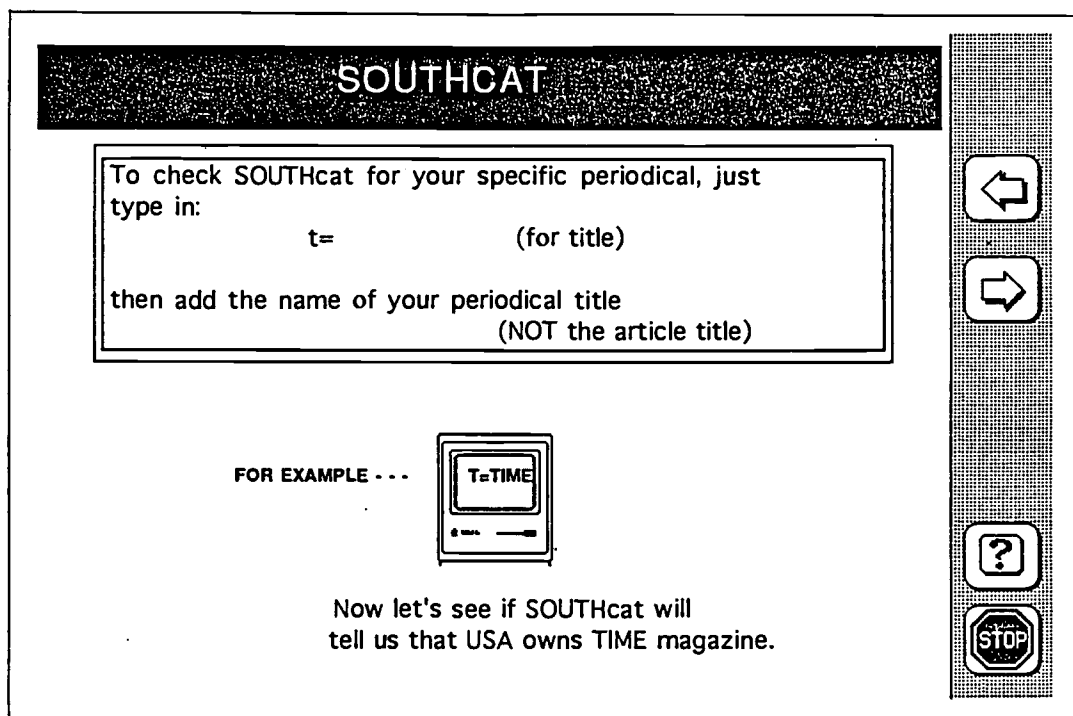 SOUTHCAT
To check SOUTHcat for your specific periodical, just
type in:
t= (for title)
then add the name of your periodical title
(NOT the article title)
FOR EXAMPLE - - -
T=TIME
Now let's see if SOUTHcat will
tell us that USA owns TIME magazine.
?
STOP